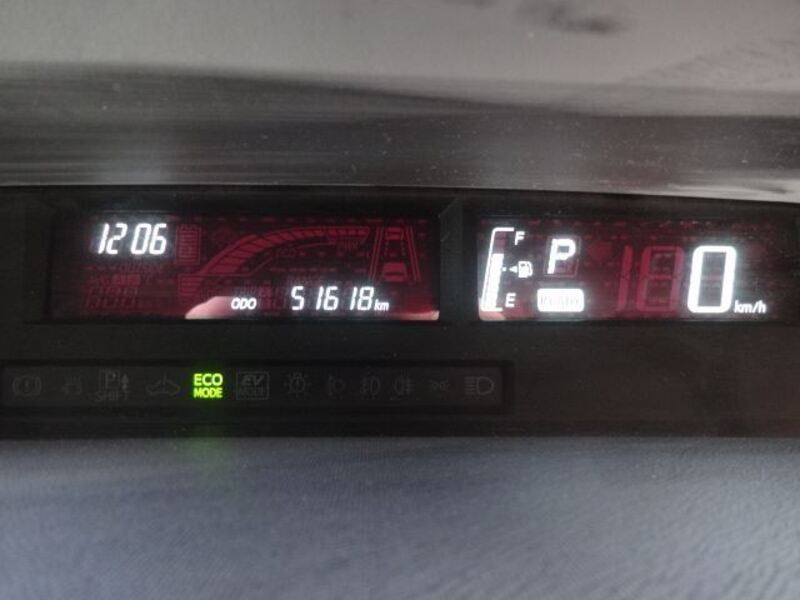 12 06
ODO 51618 km
F
E
P
READY
0 km/h
P
SHIFT
ECO
MODE
EV
MODE